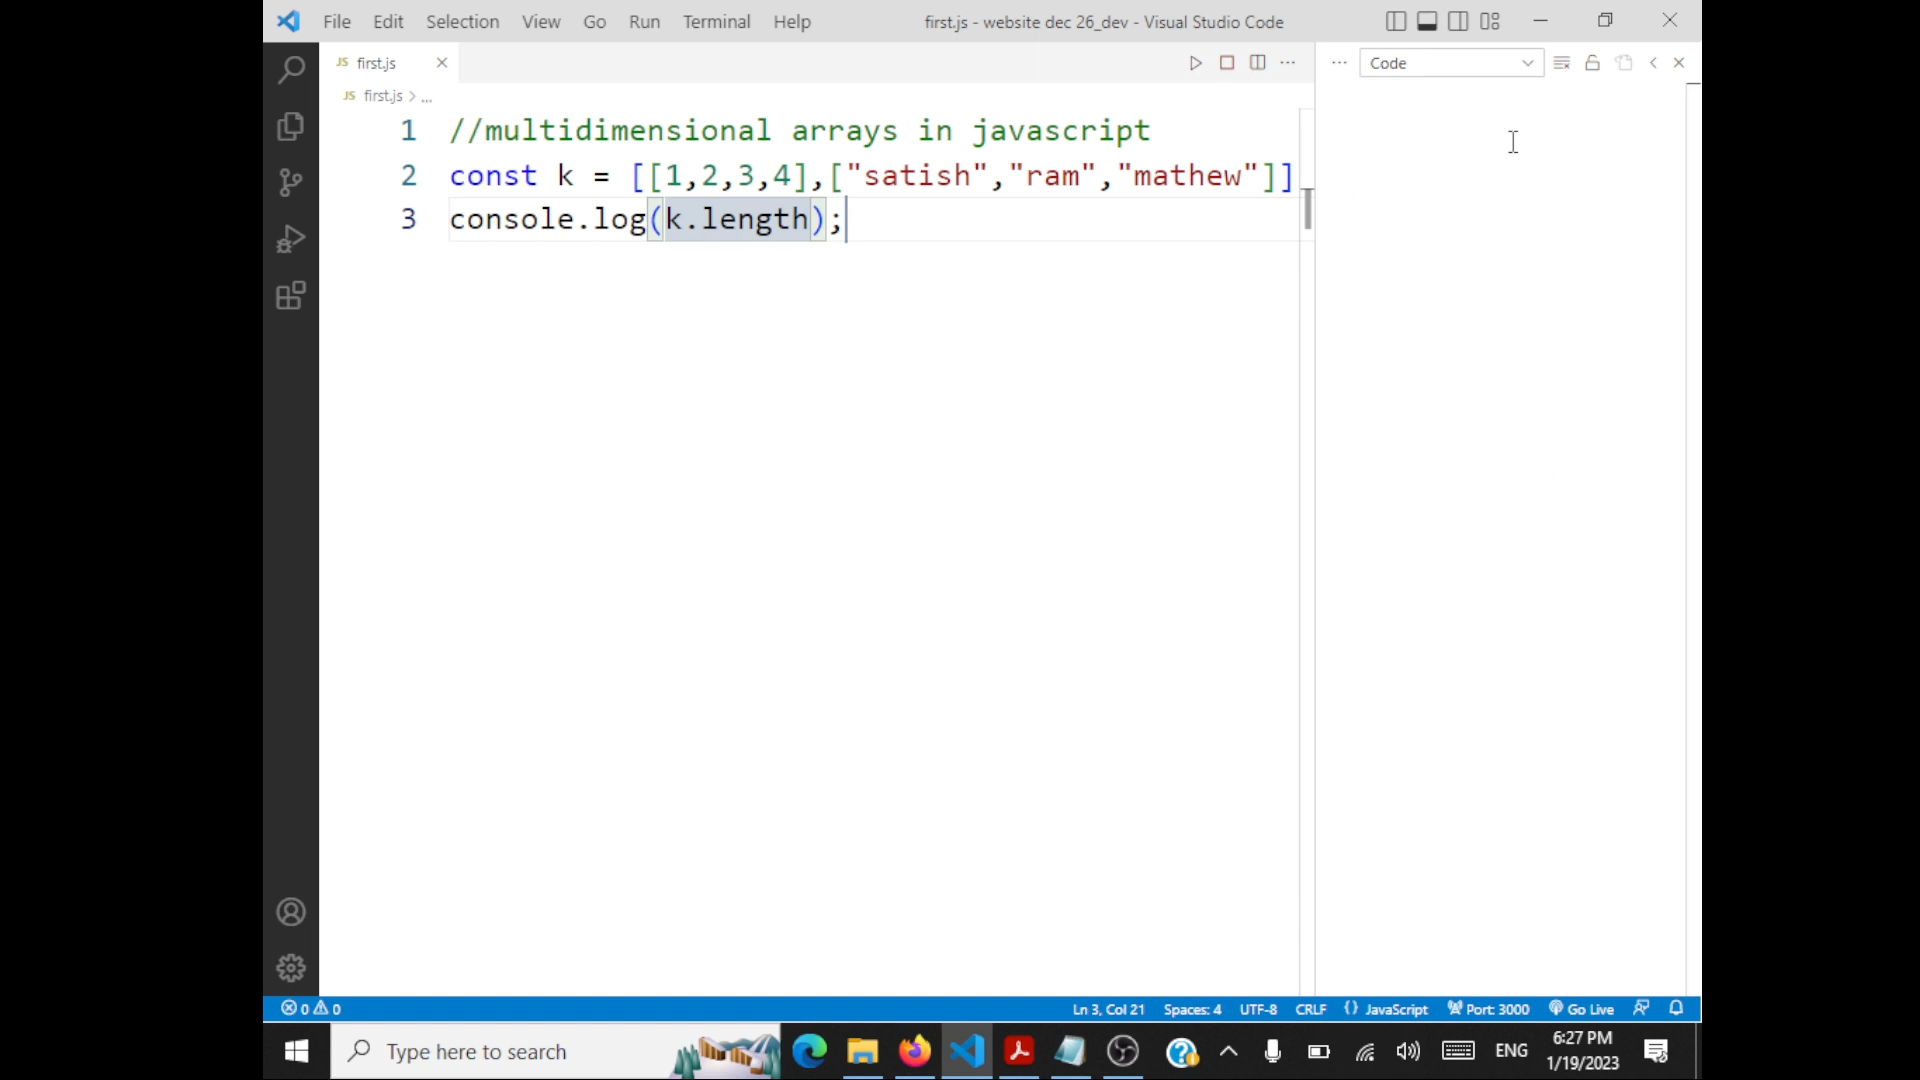 File Edit Selection View Go Run Terminal Help first.js - website dec 26_dev - Visual Studio Code
JS first.js
Code
JS first.js > ...
1 //multidimensional arrays in javascript
2 const k = [[1,2,3,4],["satish","ram","mathew"]]
3 console.log(k.length);
0 0 Ln 3, Col 21 Spaces: 4 UTF-8 CRLF {} JavaScript Port: 3000 Go Live
Type here to search
ENG
6:27 PM
1/19/2023